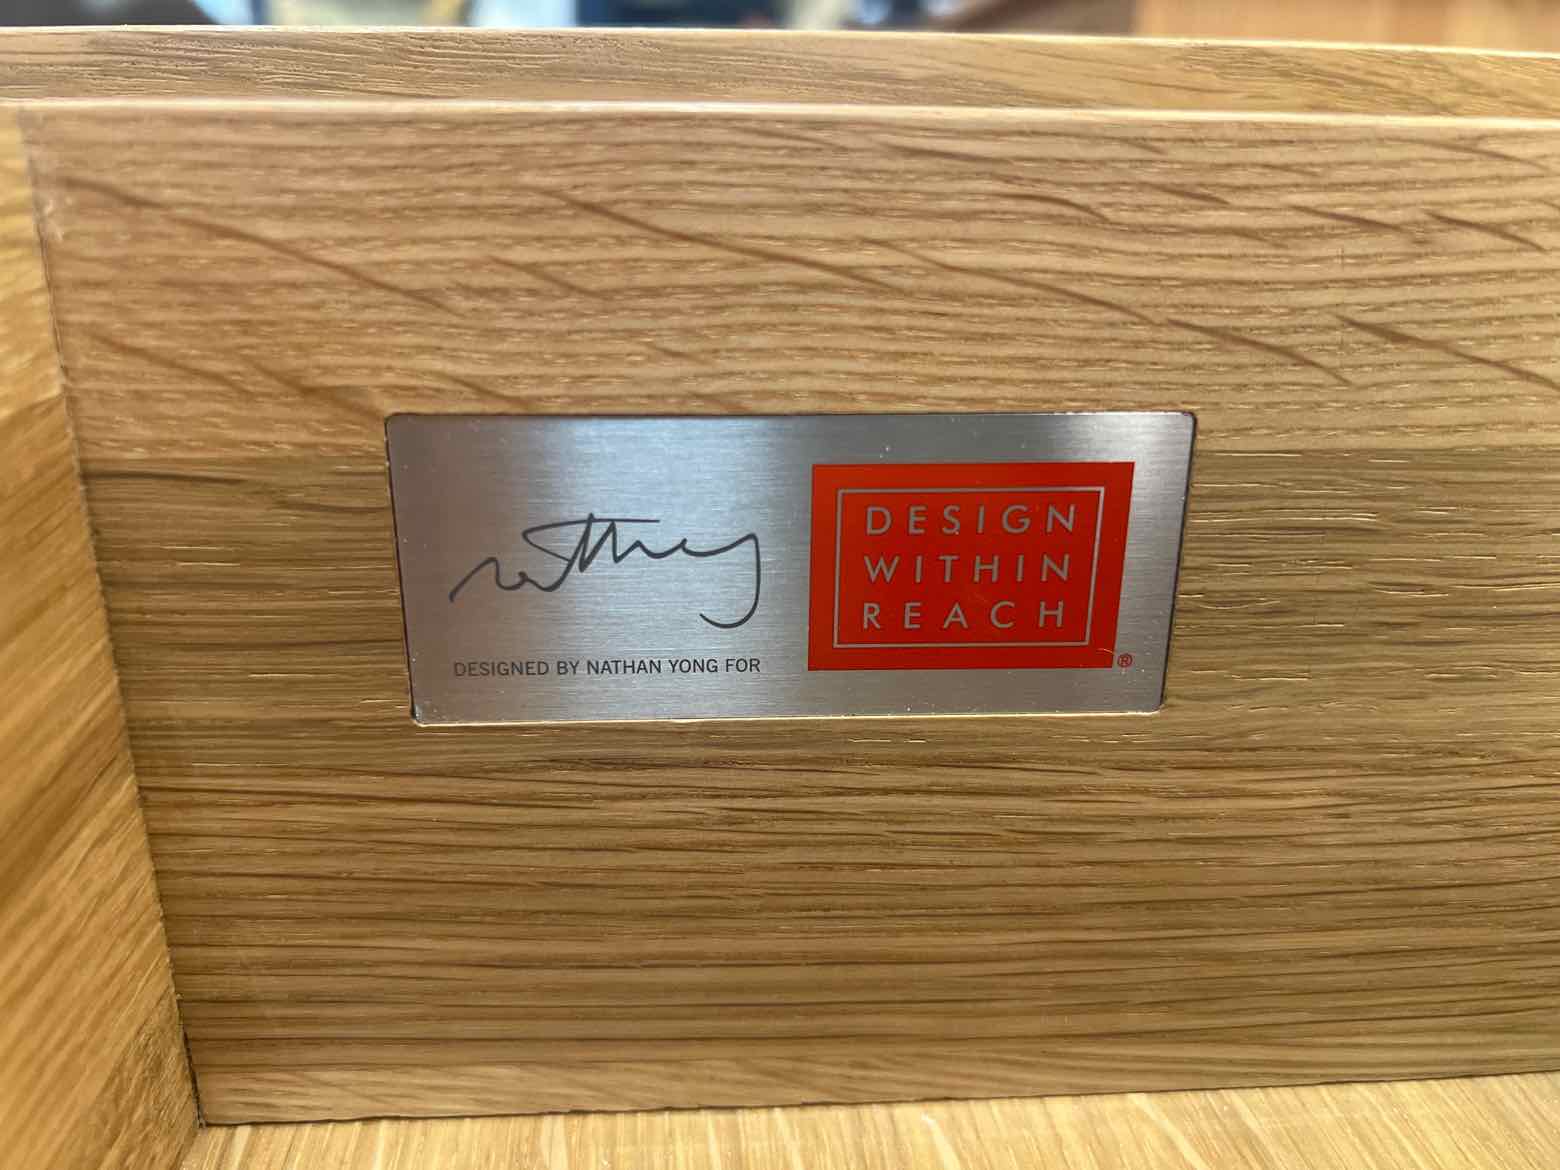 DESIGNED BY NATHAN YONG FOR
DESIGN
WITHIN
REACH
®